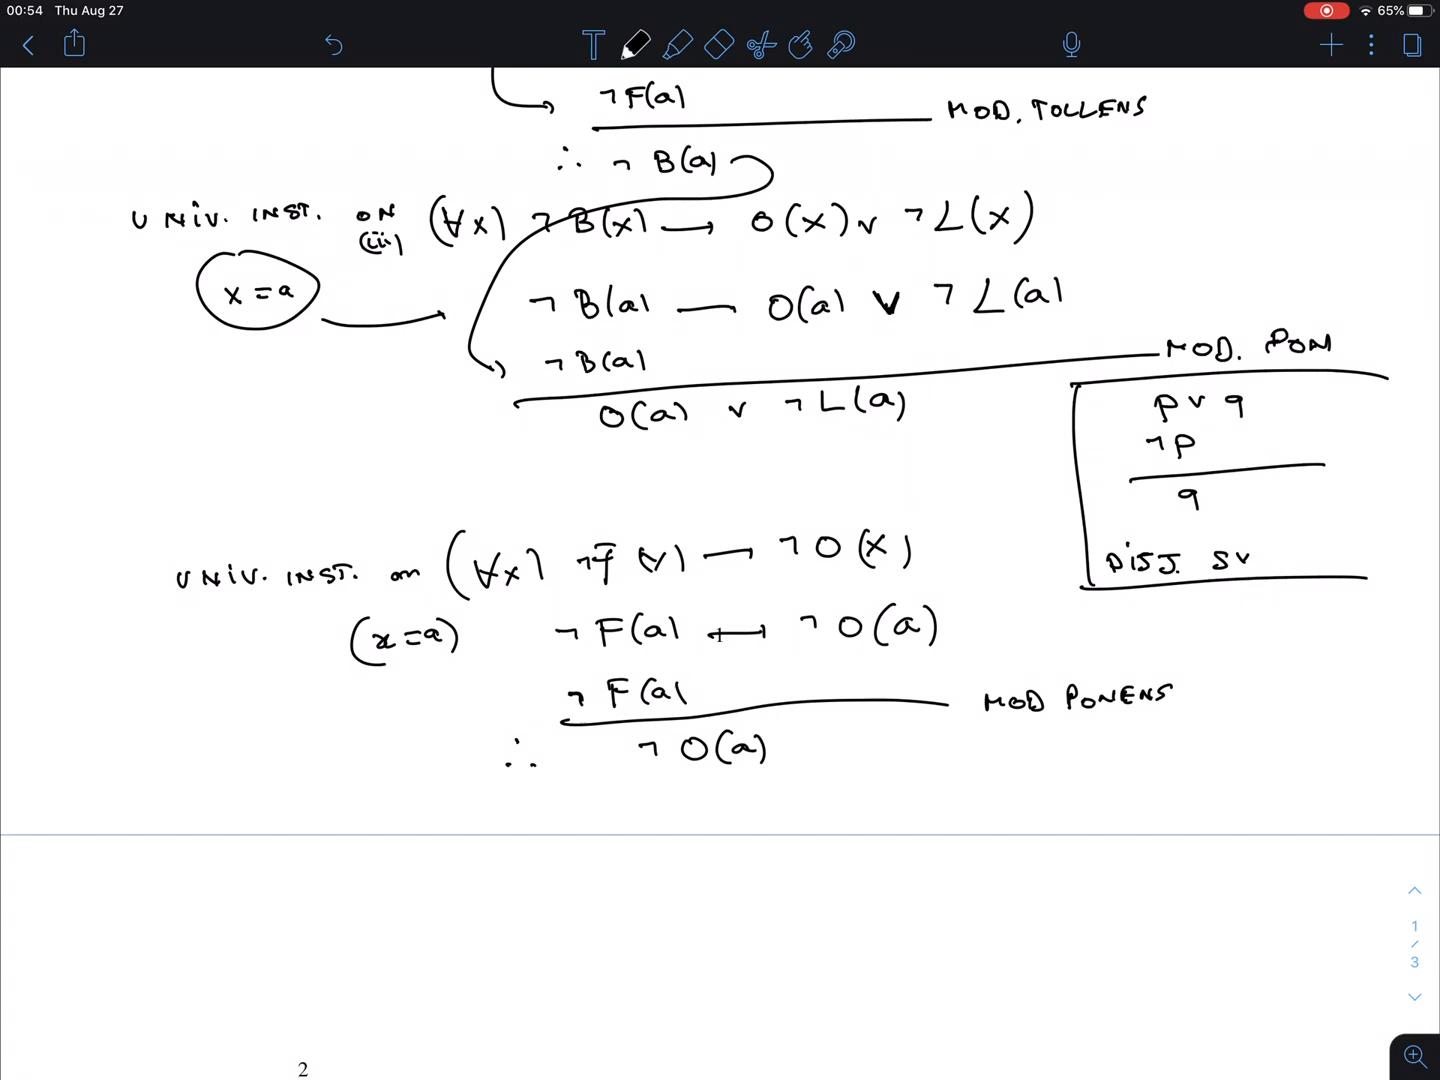 00:54 Thu Aug 27
65%
¬F(a)
MOD. TOLLENS
∴ ¬ B(a)
UNIV. INST. ON (∀x) ¬ B(x) → O(x) ∨ ¬L(x)
(iii)
x = a
¬ B(a) — O(a) ∨ ¬ L(a)
¬ B(a)
MOD. PON
O(a) ∨ ¬ L(a)
p ∨ q
¬ p
q
DISJ. SY
UNIV. INST. on (∀x) ¬F(x) → ¬ O(x)
(x = a) ¬ F(a) → ¬ O(a)
¬ F(a)
MOD PONENS
∴ ¬ O(a)
1
/
3
2